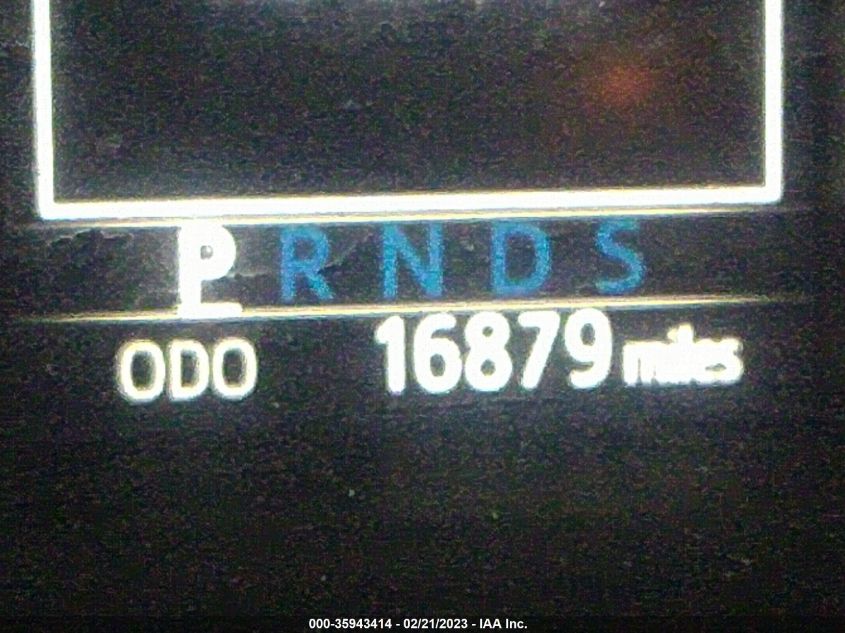 P R N D S
ODO 16879 miles
000-35943414 - 02/21/2023 - IAA Inc.